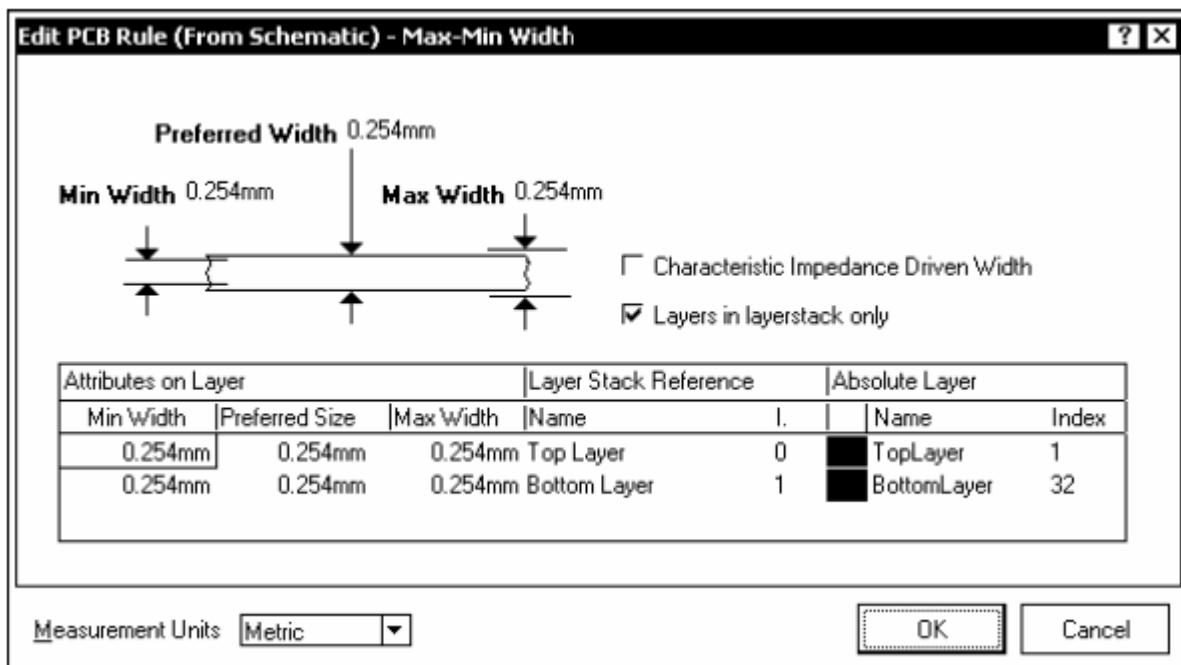 Edit PCB Rule (From Schematic) - Max-Min Width ? X
Preferred Width 0.254mm
Min Width 0.254mm Max Width 0.254mm
Characteristic Impedance Driven Width
Layers in layerstack only
Attributes on Layer Layer Stack Reference Absolute Layer
Min Width Preferred Size Max Width Name I. Name Index
0.254mm 0.254mm 0.254mm Top Layer 0 TopLayer 1
0.254mm 0.254mm 0.254mm Bottom Layer 1 BottomLayer 32
Measurement Units Metric OK Cancel